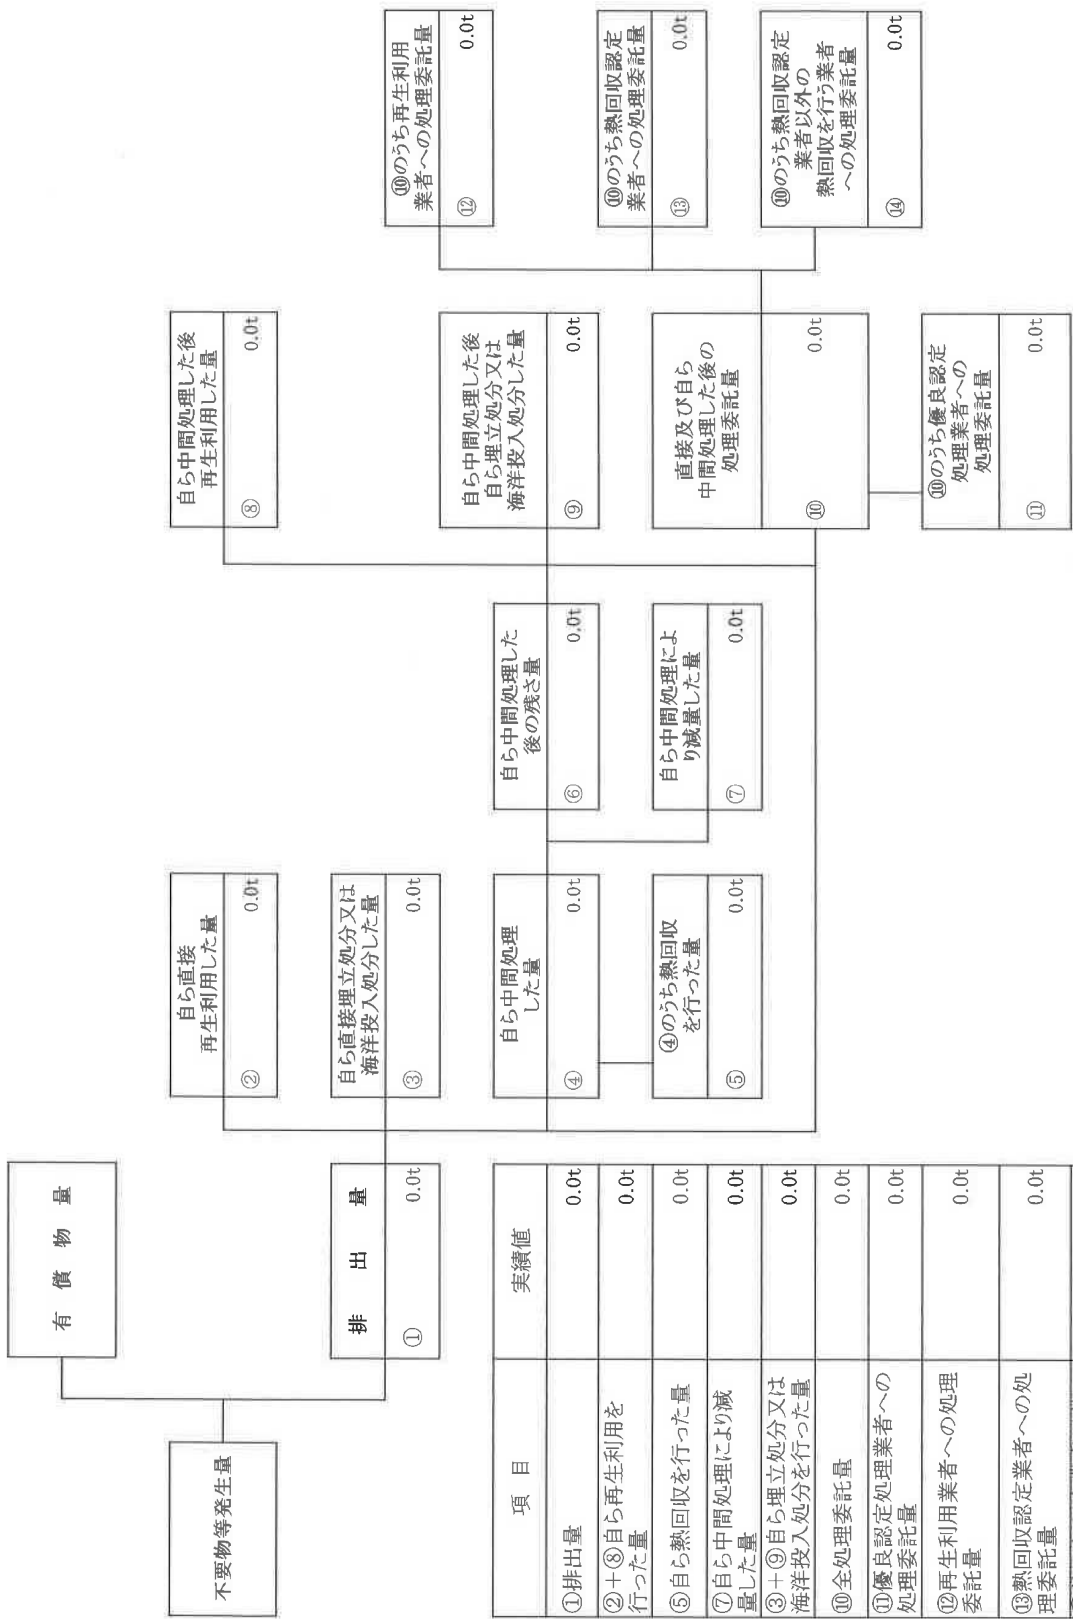 不要物等発生量
有償物量
排出量
① 0.0t
自ら直接
再生利用した量
② 0.0t
自ら直接埋立処分又は
海洋投入処分した量
③ 0.0t
自ら中間処理
した量
④ 0.0t
④のうち熱回収
を行った量
⑤ 0.0t
自ら中間処理した
後の残さ量
⑥ 0.0t
自ら中間処理によ
り減量した量
⑦ 0.0t
自ら中間処理した後
再生利用した量
⑧ 0.0t
自ら中間処理した後
自ら埋立処分又は
海洋投入処分した量
⑨ 0.0t
直接及び自ら
中間処理した後の
処理委託量
⑩ 0.0t
⑩のうち優良認定
処理業者への
処理委託量
⑪ 0.0t
⑩のうち再生利用
業者への処理委託量
⑫ 0.0t
⑩のうち熱回収認定
業者への処理委託量
⑬ 0.0t
⑩のうち熱回収認定
業者以外の
熱回収を行う業者
への処理委託量
⑭ 0.0t
項目 実績値
①排出量 0.0t
②+⑧自ら再生利用を
行った量 0.0t
⑤自ら熱回収を行った量 0.0t
⑦自ら中間処理により減
量した量 0.0t
③+⑨自ら埋立処分又は
海洋投入処分を行った量 0.0t
⑩全処理委託量 0.0t
⑪優良認定処理業者への
処理委託量 0.0t
⑫再生利用業者への処理
委託量 0.0t
⑬熱回収認定業者への処
理委託量 0.0t